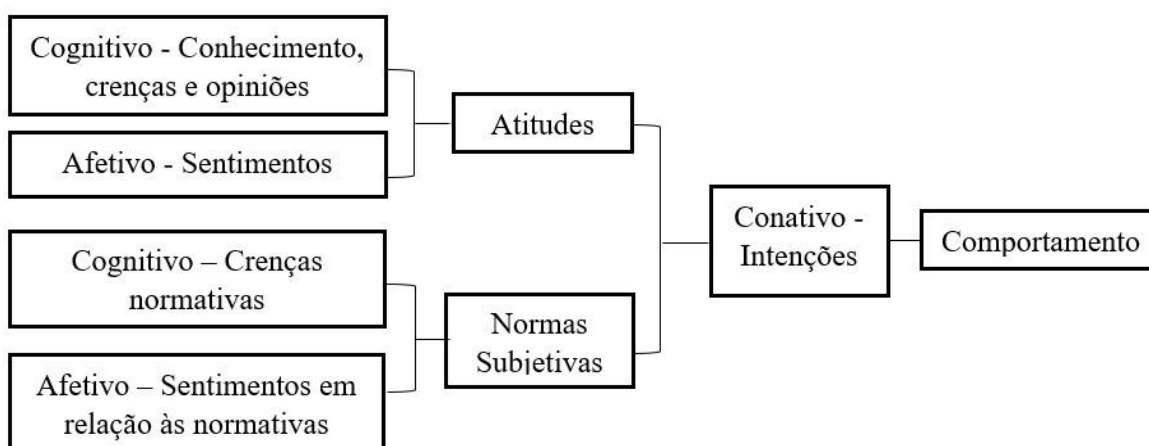 Cognitivo - Conhecimento,
crenças e opiniões
Afetivo - Sentimentos
Atitudes
Cognitivo – Crenças
normativas
Afetivo – Sentimentos em
relação às normativas
Normas
Subjetivas
Conativo -
Intenções
Comportamento